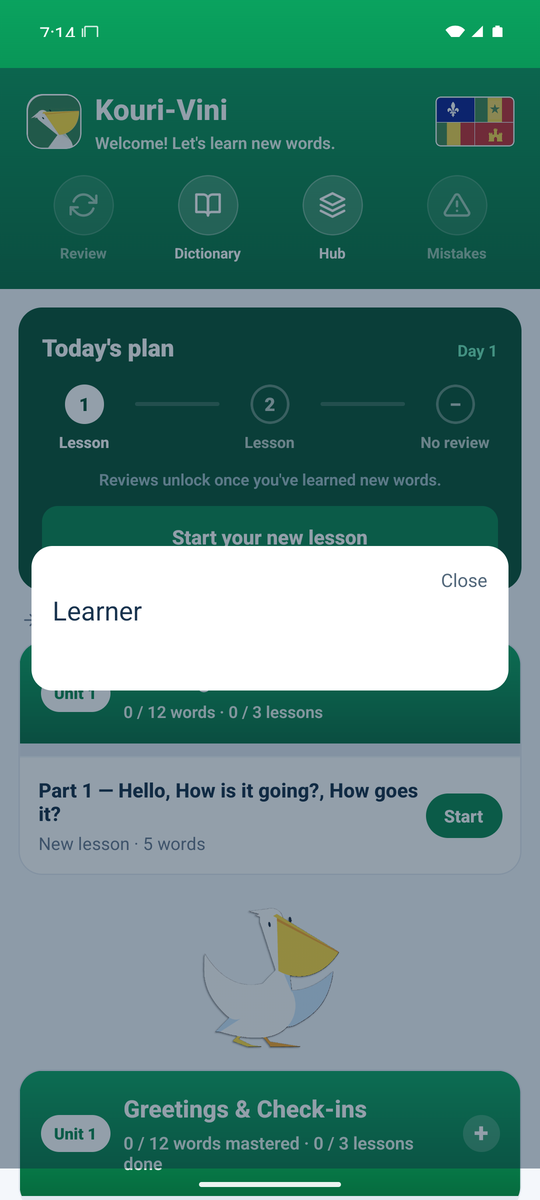 7:14
Kouri-Vini
Welcome! Let's learn new words.
Review
Dictionary
Hub
Mistakes
Today's plan
Day 1
1
2
–
Lesson
Lesson
No review
Reviews unlock once you've learned new words.
Start your new lesson
Close
Learner
Unit 1
0 / 12 words · 0 / 3 lessons
Part 1 — Hello, How is it going?, How goes
it?
New lesson · 5 words
Start
Greetings & Check-ins
Unit 1
0 / 12 words mastered · 0 / 3 lessons
done
+